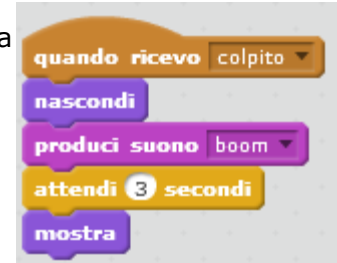 a
quando ricevo colpito
nascondi
produci suono boom
attendi 3 secondi
mostra